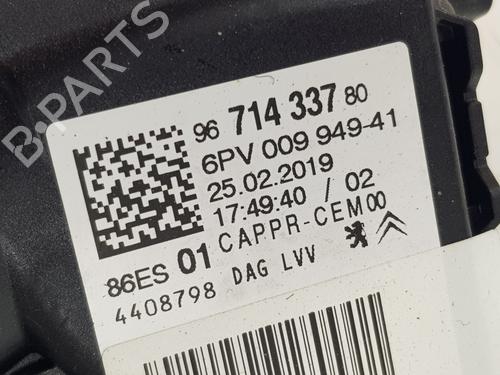 B-PARTS
96 714 337 80
6PV 009 949-41
25.02.2019
17:49:40 / 02
86ES 01 CAPPR-CEM00
4408798 DAG LVV